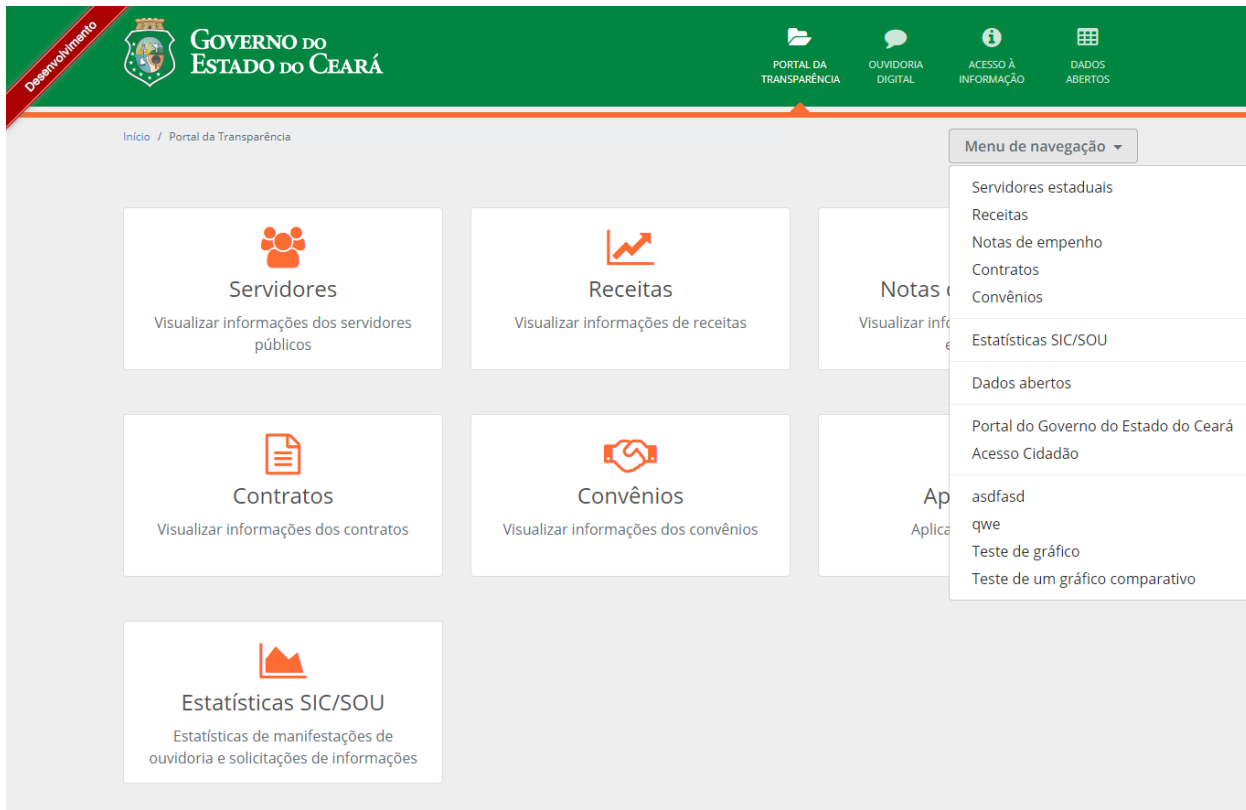 Desenvolvimento
GOVERNO DO
ESTADO DO CEARÁ
PORTAL DA
TRANSPARÊNCIA
OUVIDORIA
DIGITAL
ACESSO À
INFORMAÇÃO
DADOS
ABERTOS
Início / Portal da Transparência
Menu de navegação
Servidores estaduais
Receitas
Notas de empenho
Contratos
Convênios
Estatísticas SIC/SOU
Dados abertos
Portal do Governo do Estado do Ceará
Acesso Cidadão
asdfasd
qwe
Teste de gráfico
Teste de um gráfico comparativo
Servidores
Visualizar informações dos servidores
públicos
Receitas
Visualizar informações de receitas
Notas
Visualizar
Contratos
Visualizar informações dos contratos
Convênios
Visualizar informações dos convênios
Estatísticas SIC/SOU
Estatísticas de manifestações de
ouvidoria e solicitações de informações